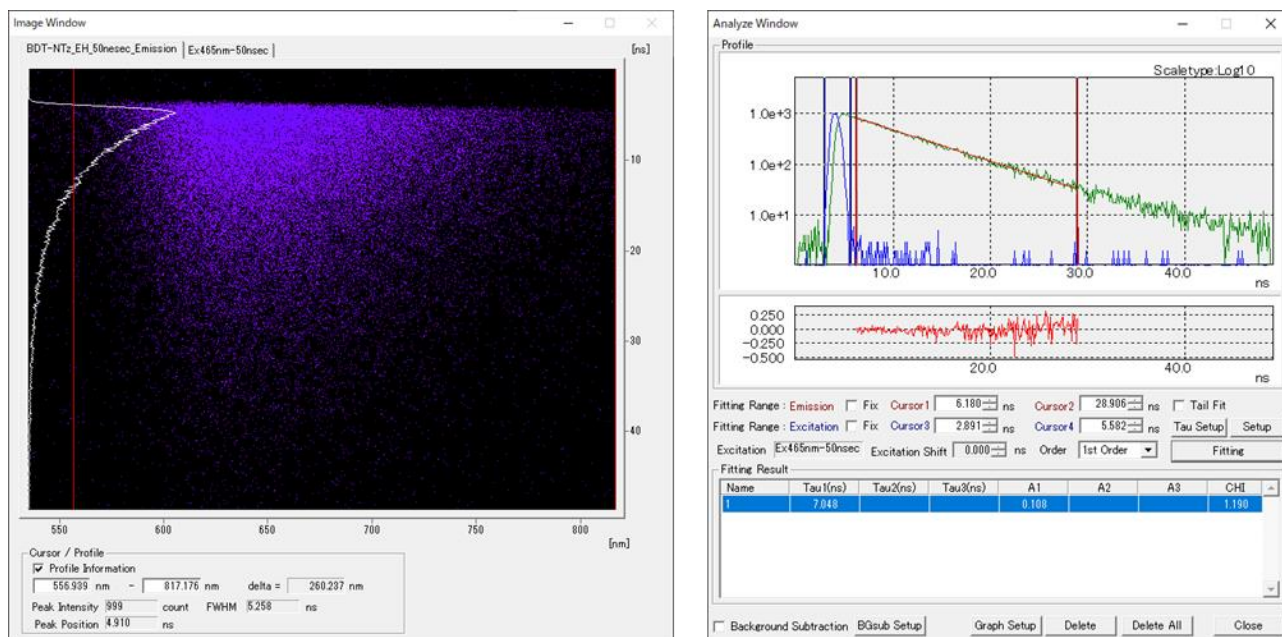 Image Window
BDT-NTz_EH_50nesec_Emission Ex465nm-50nsec [ns]
10
20
30
40
550 600 650 700 750 800
[nm]
Cursor / Profile
Profile Information
556.939 nm - 817.176 nm delta = 260.237 nm
Peak Intensity 999 count FWHM 5.258 ns
Peak Position 4.910 ns
Analyze Window
Profile
Scaletype:Log10
1.0e+3
1.0e+2
1.0e+1
10.0 20.0 30.0 40.0
ns
0.250
0.000
-0.250
-0.500
20.0 40.0
ns
Fitting Range : Emission Fix Cursor1 6.180 ns Cursor2 28.906 ns Tail Fit
Fitting Range : Excitation Fix Cursor3 2.891 ns Cursor4 5.582 ns Tau Setup Setup
Excitation Ex465nm-50nsec Excitation Shift 0.000 ns Order 1st Order Fitting
Fitting Result
Name Tau1(ns) Tau2(ns) Tau3(ns) A1 A2 A3 CHI
1 7.048 0.108 1.190
Background Subtraction BGsub Setup Graph Setup Delete Delete All Close